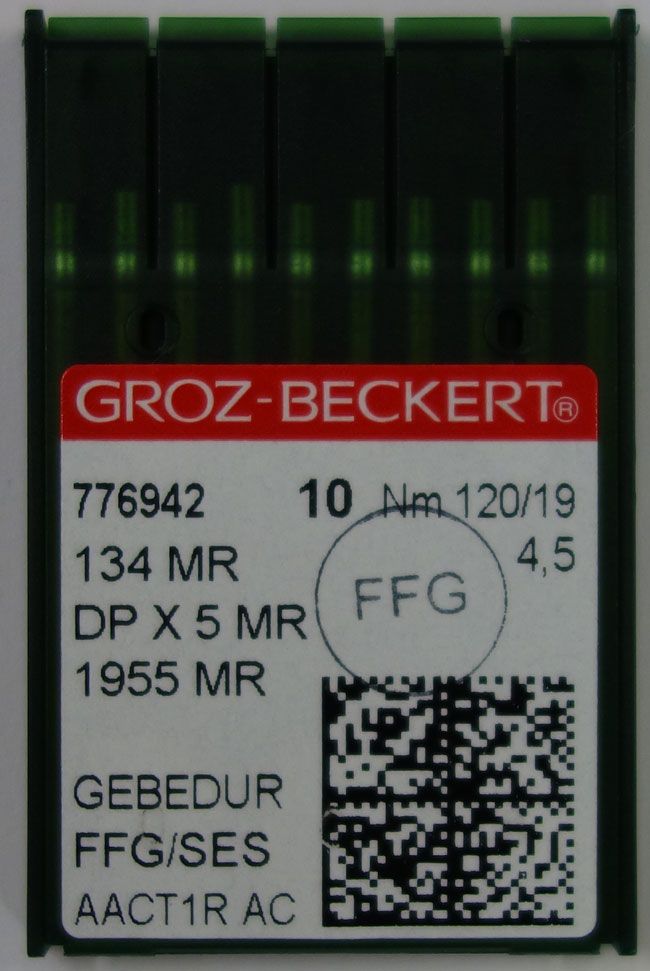 GROZ-BECKERT®
776942 10 Nm 120/19
134 MR 4,5
FFG
DP X 5 MR
1955 MR
GEBEDUR
FFG/SES
AACT1R AC